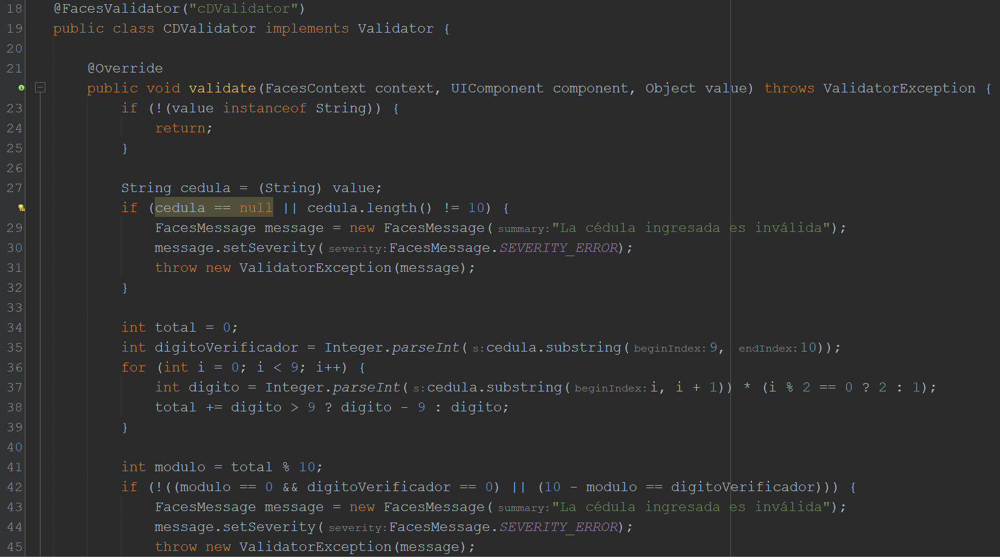 18 @FacesValidator("cDValidator")
19 public class CDValidator implements Validator {
20
21 @Override
public void validate(FacesContext context, UIComponent component, Object value) throws ValidatorException {
23 if (!(value instanceof String)) {
24 return;
25 }
26
27 String cedula = (String) value;
if (cedula == null || cedula.length() != 10) {
29 FacesMessage message = new FacesMessage( summary: "La cédula ingresada es inválida");
30 message.setSeverity( severity: FacesMessage.SEVERITY_ERROR);
31 throw new ValidatorException(message);
32 }
33
34 int total = 0;
35 int digitoVerificador = Integer.parseInt( s: cedula.substring( beginIndex: 9, endIndex: 10));
36 for (int i = 0; i < 9; i++) {
37 int digito = Integer.parseInt( s: cedula.substring( beginIndex: i, i + 1)) * (i % 2 == 0 ? 2 : 1);
38 total += digito > 9 ? digito - 9 : digito;
39 }
40
41 int modulo = total % 10;
42 if (!((modulo == 0 && digitoVerificador == 0) || (10 - modulo == digitoVerificador))) {
43 FacesMessage message = new FacesMessage( summary: "La cédula ingresada es inválida");
44 message.setSeverity( severity: FacesMessage.SEVERITY_ERROR);
45 throw new ValidatorException(message);